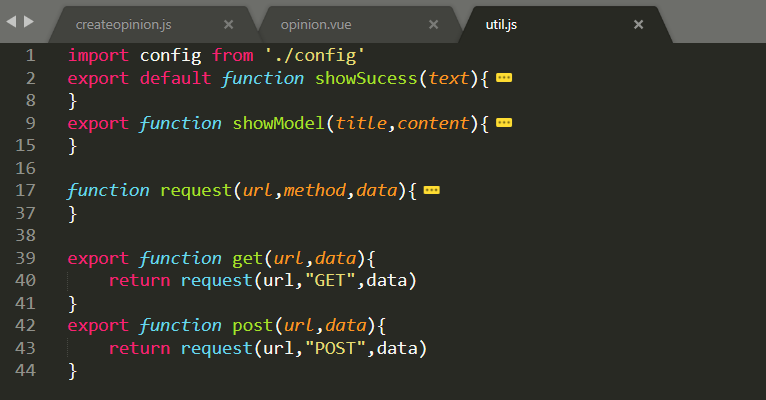 createopinion.js × opinion.vue × util.js ×
1 import config from './config'
2 export default function showSucess(text){
8 }
9 export function showModel(title,content){
15 }
16
17 function request(url,method,data){
37 }
38
39 export function get(url,data){
40 return request(url,"GET",data)
41 }
42 export function post(url,data){
43 return request(url,"POST",data)
44 }